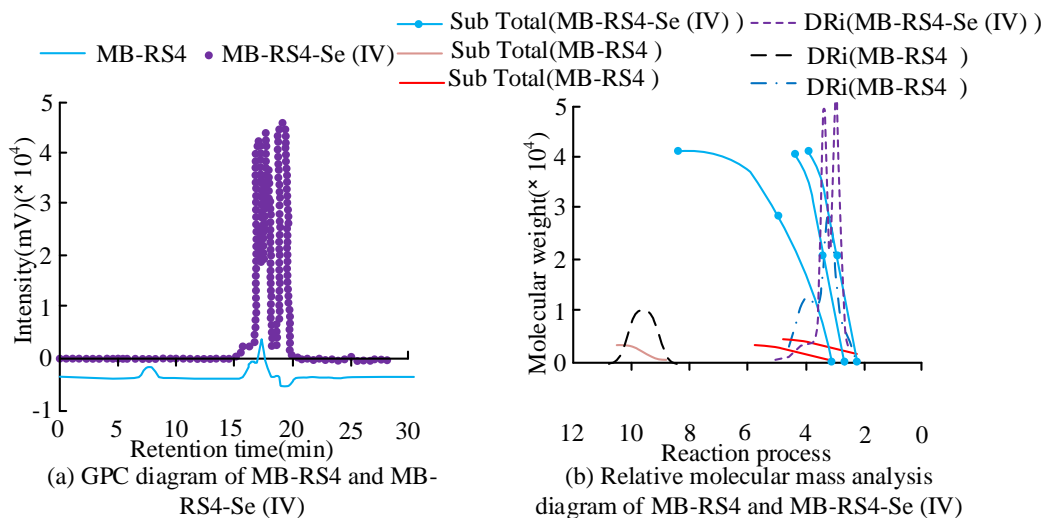 MB-RS4
MB-RS4-Se (IV)
Sub Total(MB-RS4-Se (IV) )
Sub Total(MB-RS4 )
Sub Total(MB-RS4 )
DRi(MB-RS4-Se (IV) )
DRi(MB-RS4 )
DRi(MB-RS4 )
Intensity(mV)(× 10⁴)
5
4
3
2
1
0
-1
0
5
10
15
20
25
30
Retention time(min)
(a) GPC diagram of MB-RS4 and MB-
RS4-Se (IV)
Molecular weight(× 10⁴)
5
4
3
2
1
0
12
10
8
6
4
2
0
Reaction process
(b) Relative molecular mass analysis
diagram of MB-RS4 and MB-RS4-Se (IV)